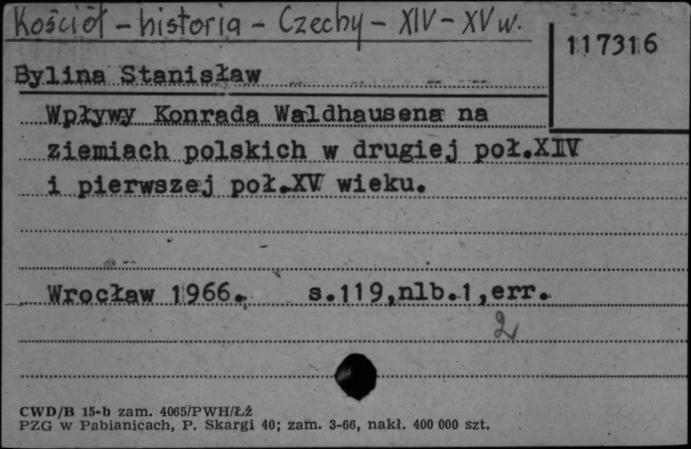 Kościół - historia - Czechy - XIV - XV w.
117316
Bylina Stanisław
Wpływy Konrada Waldhausena na
ziemiach polskich w drugiej poł.XIV
i pierwszej poł.XV wieku.
Wrocław 1966. s.119,nlb.1,err.
2
CWD/B 15-b zam. 4065/PWH/Łź
PZG w Pabianicach, P. Skargi 40; zam. 3-66, nakł. 400 000 szt.